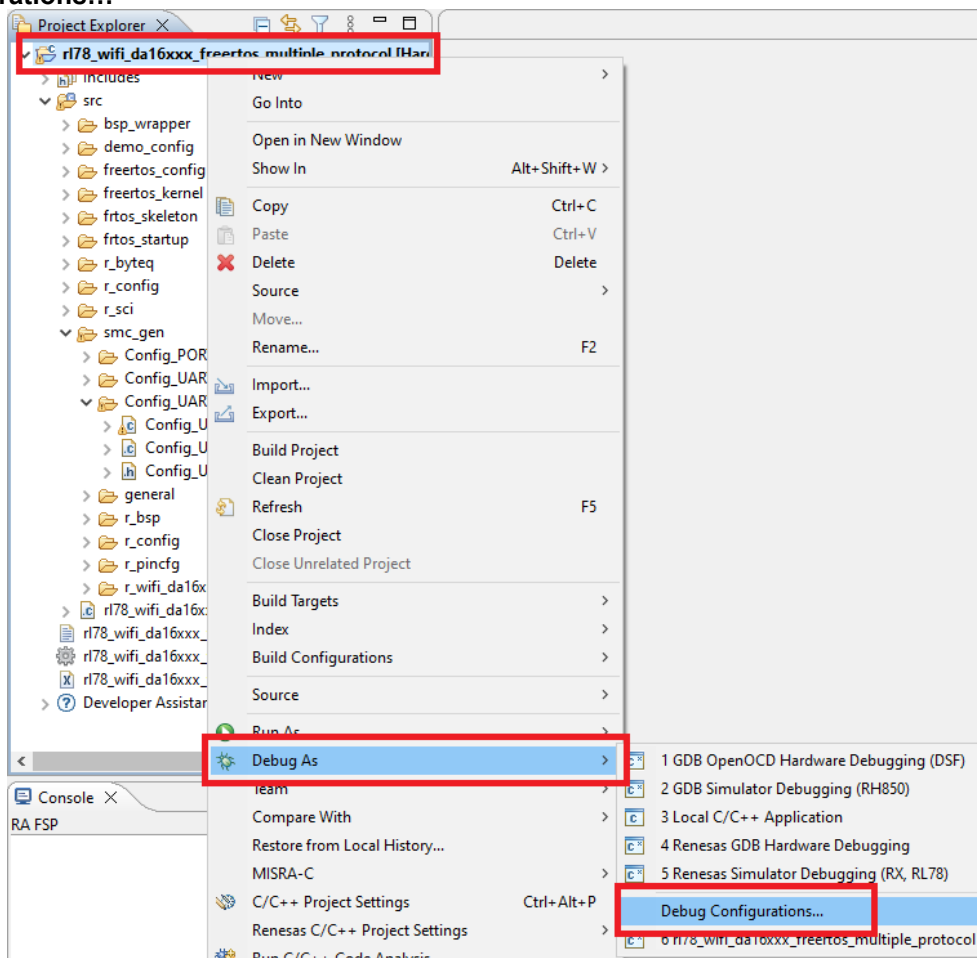 rations...
Project Explorer
rl78_wifi_da16xxx_freertos_multiple_protocol [Hard
Includes
src
bsp_wrapper
demo_config
freertos_config
freertos_kernel
frtos_skeleton
frtos_startup
r_byteq
r_config
r_sci
smc_gen
Config_POR
Config_UAR
Config_UAR
Config_U
Config_U
Config_U
general
r_bsp
r_config
r_pincfg
r_wifi_da16x
rl78_wifi_da16x
rl78_wifi_da16xxx_
rl78_wifi_da16xxx_
rl78_wifi_da16xxx_
Developer Assistan
Console
RA FSP
New
Go Into
Open in New Window
Show In Alt+Shift+W >
Copy Ctrl+C
Paste Ctrl+V
Delete Delete
Source
Move...
Rename... F2
Import...
Export...
Build Project
Clean Project
Refresh F5
Close Project
Close Unrelated Project
Build Targets
Index
Build Configurations
Source
Run As
Debug As
Team
Compare With
Restore from Local History...
MISRA-C
C/C++ Project Settings Ctrl+Alt+P
Renesas C/C++ Project Settings
Run C/C++ Code Analysis
1 GDB OpenOCD Hardware Debugging (DSF)
2 GDB Simulator Debugging (RH850)
3 Local C/C++ Application
4 Renesas GDB Hardware Debugging
5 Renesas Simulator Debugging (RX, RL78)
Debug Configurations...
6 rl78_wifi_da16xxx_freertos_multiple_protocol